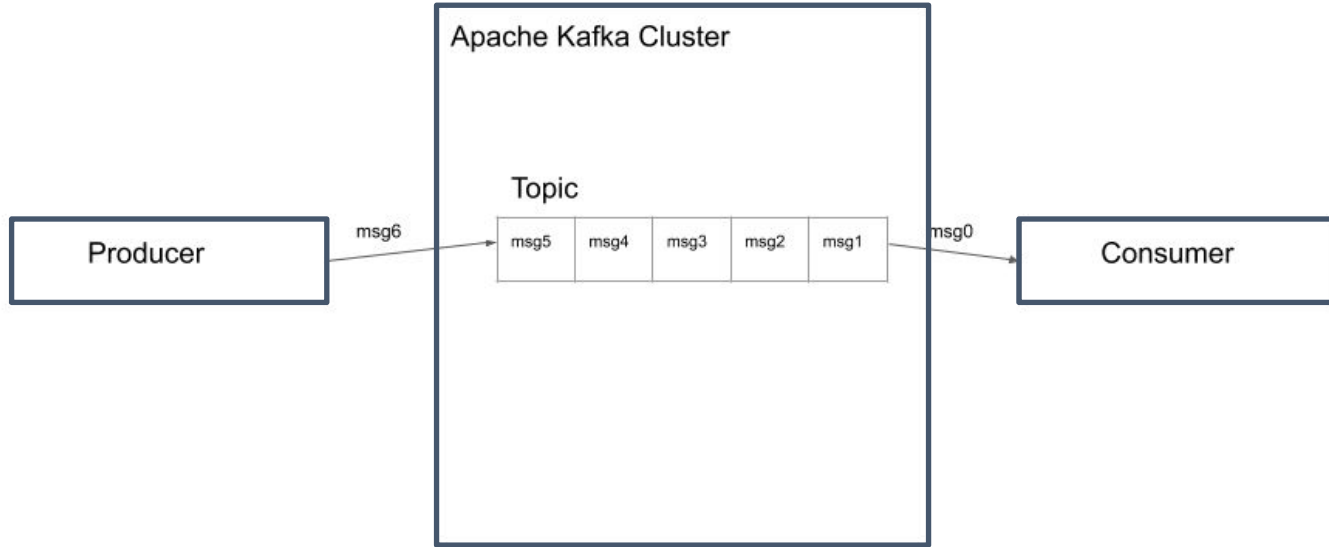 Apache Kafka Cluster
Topic
Producer
msg6
msg5
msg4
msg3
msg2
msg1
msg0
Consumer